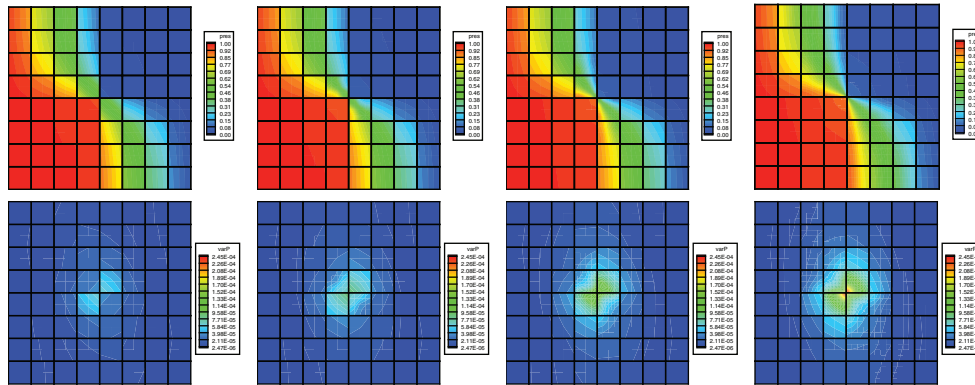 pres
1.00
0.92
0.85
0.77
0.69
0.62
0.54
0.46
0.38
0.31
0.23
0.15
0.08
0.00
pres
1.00
0.92
0.85
0.77
0.69
0.62
0.54
0.46
0.38
0.31
0.23
0.15
0.08
0.00
pres
1.00
0.92
0.85
0.77
0.69
0.62
0.54
0.46
0.38
0.31
0.23
0.15
0.08
0.00
varP
2.45E-04
2.26E-04
2.08E-04
1.89E-04
1.70E-04
1.52E-04
1.33E-04
1.14E-04
9.58E-05
7.71E-05
5.84E-05
3.98E-05
2.11E-05
2.47E-06
varP
2.45E-04
2.26E-04
2.08E-04
1.89E-04
1.70E-04
1.52E-04
1.33E-04
1.14E-04
9.58E-05
7.71E-05
5.84E-05
3.98E-05
2.11E-05
2.47E-06
varP
2.45E-04
2.26E-04
2.08E-04
1.89E-04
1.70E-04
1.52E-04
1.33E-04
1.14E-04
9.58E-05
7.71E-05
5.84E-05
3.98E-05
2.11E-05
2.47E-06